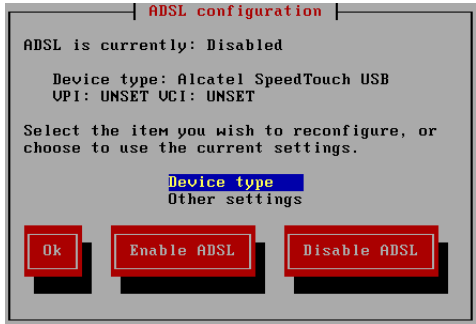 ADSL configuration
ADSL is currently: Disabled
Device type: Alcatel SpeedTouch USB
VPI: UNSET VCI: UNSET
Select the item you wish to reconfigure, or
choose to use the current settings.
Device type
Other settings
Ok Enable ADSL Disable ADSL